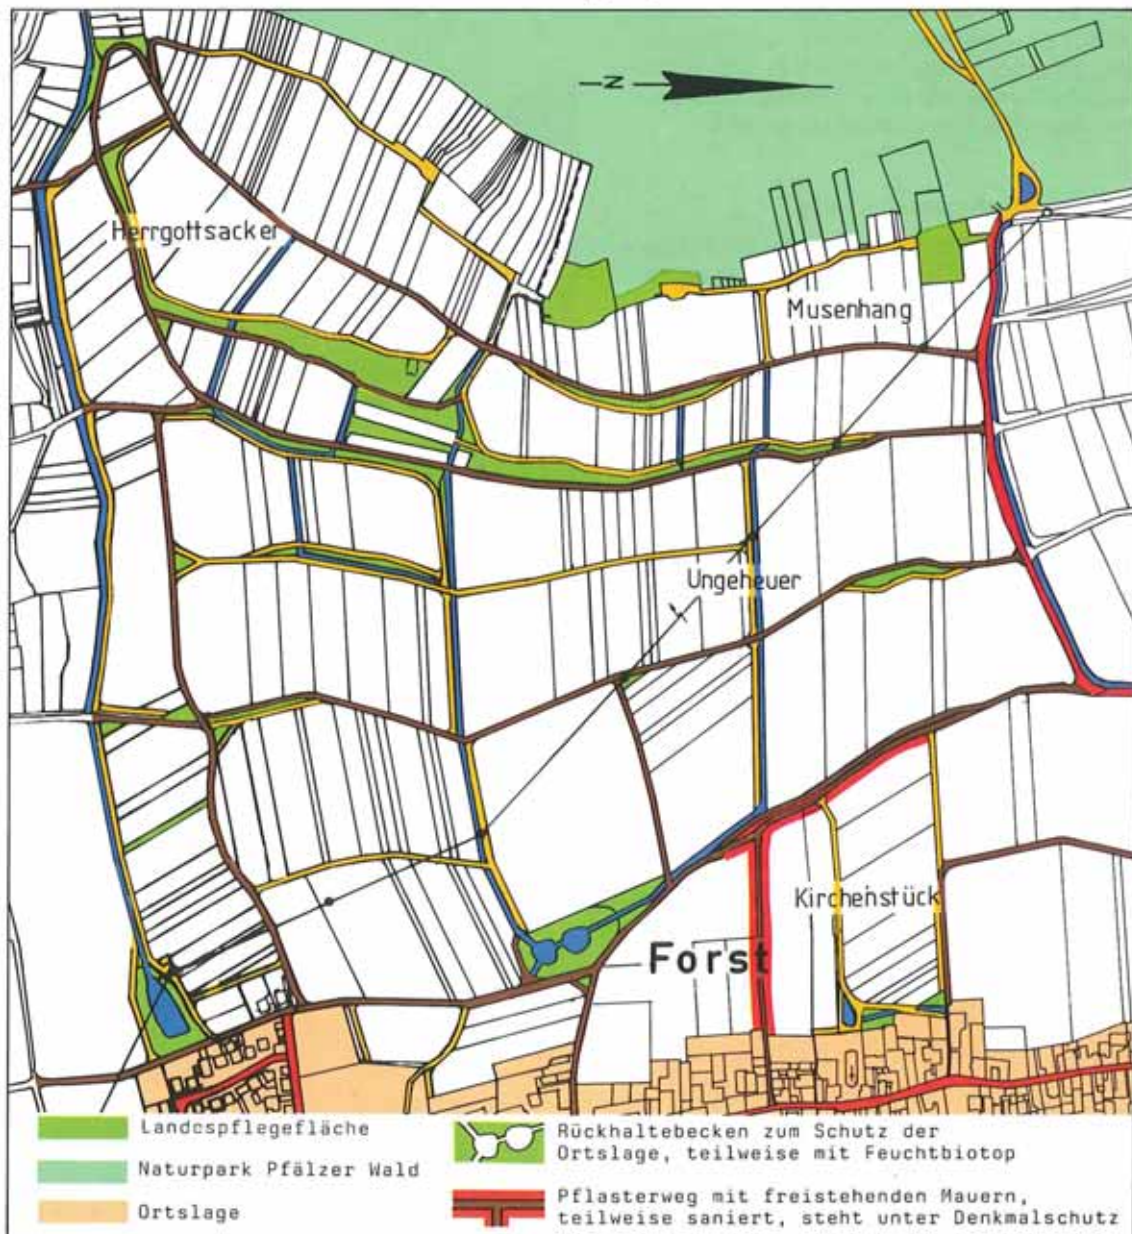 N
Herrgottsacker
Musenhang
Ungeheuer
Kirchenstück
Forst
Landespflegefläche
Naturpark Pfälzer Wald
Ortslage
Rückhaltebecken zum Schutz der
Ortslage, teilweise mit Feuchtbiotop
Pflasterweg mit freistehenden Mauern,
teilweise saniert, steht unter Denkmalschutz